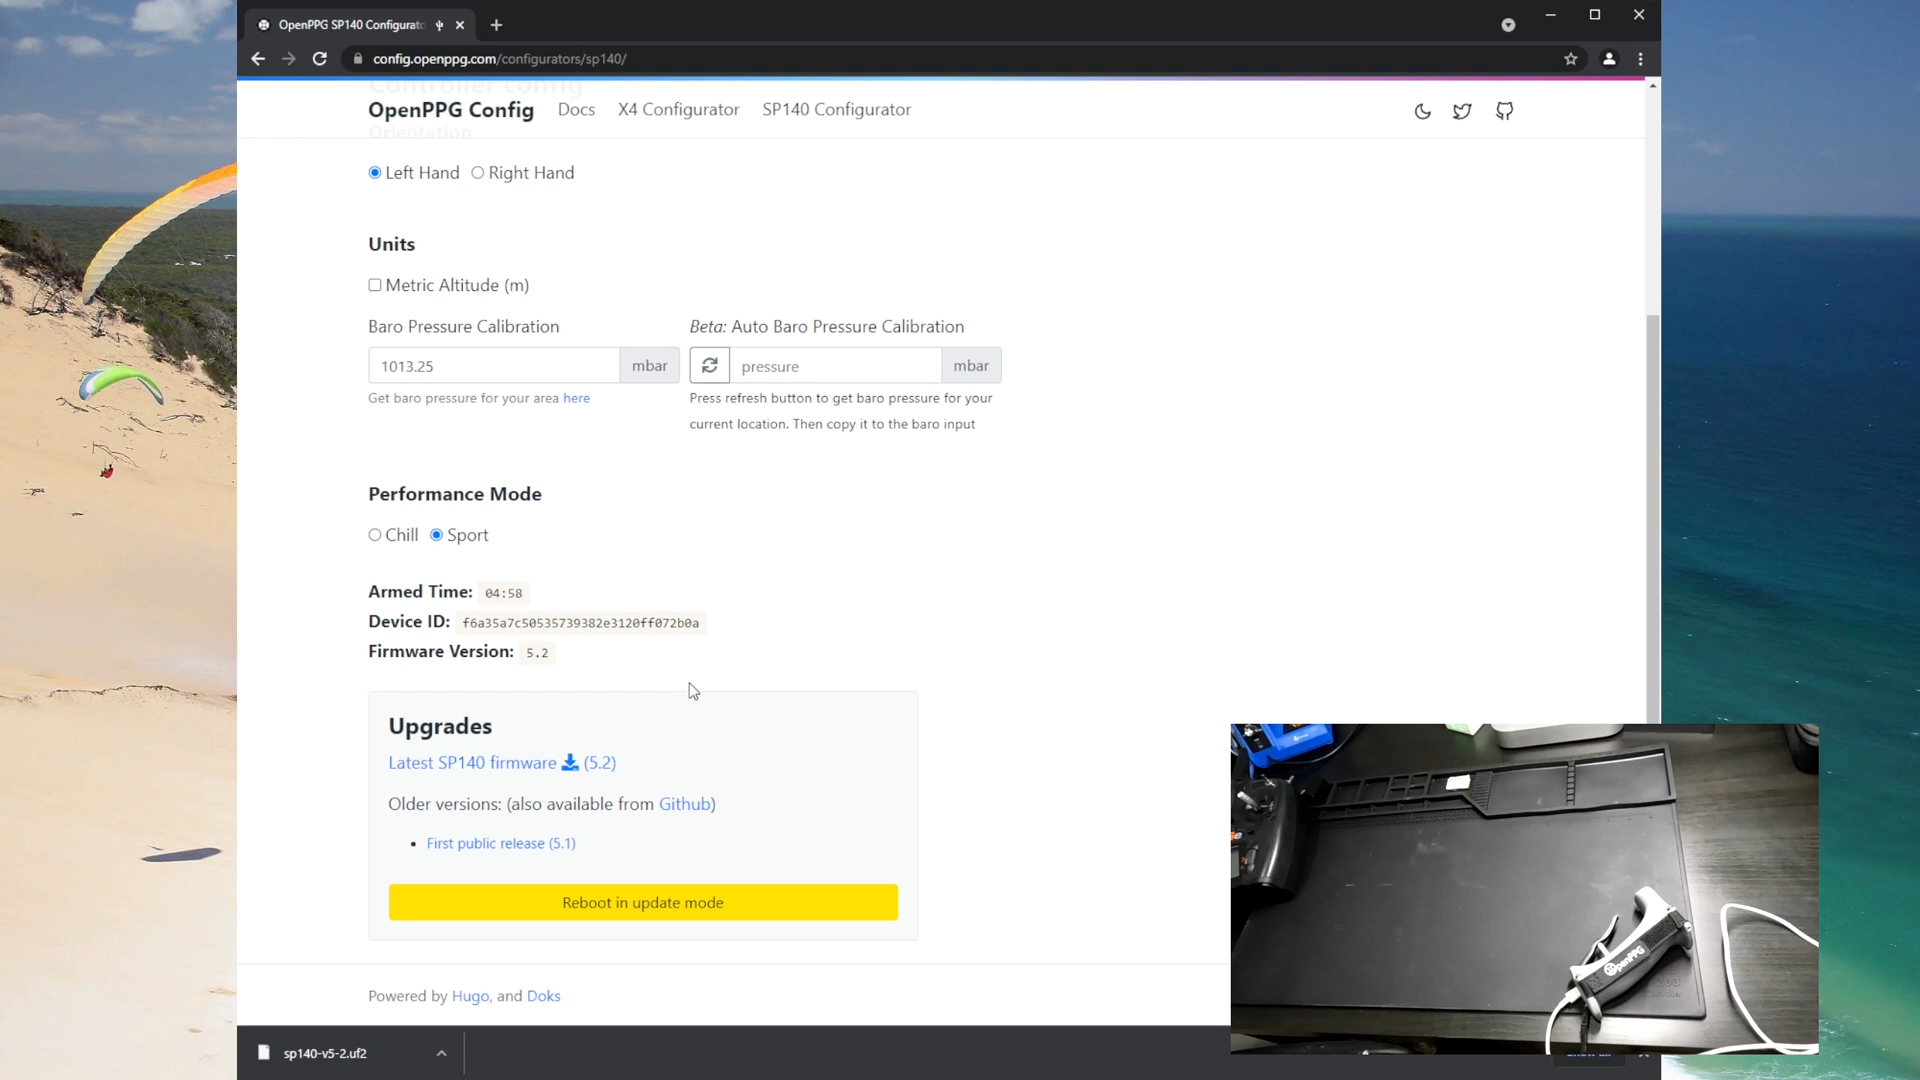 OpenPPG SP140 Configurato
config.openppg.com/configurators/sp140/
Controller config
OpenPPG Config Docs X4 Configurator SP140 Configurator
Orientation
Left Hand Right Hand
Units
Metric Altitude (m)
Baro Pressure Calibration
Beta: Auto Baro Pressure Calibration
1013.25 mbar
pressure mbar
Get baro pressure for your area here
Press refresh button to get baro pressure for your
current location. Then copy it to the baro input
Performance Mode
Chill Sport
Armed Time: 04:58
Device ID: f6a35a7c50535739382e3120ff072b0a
Firmware Version: 5.2
Upgrades
Latest SP140 firmware (5.2)
Older versions: (also available from Github)
First public release (5.1)
Reboot in update mode
OpenPPG
Powered by Hugo, and Doks
sp140-v5-2.uf2